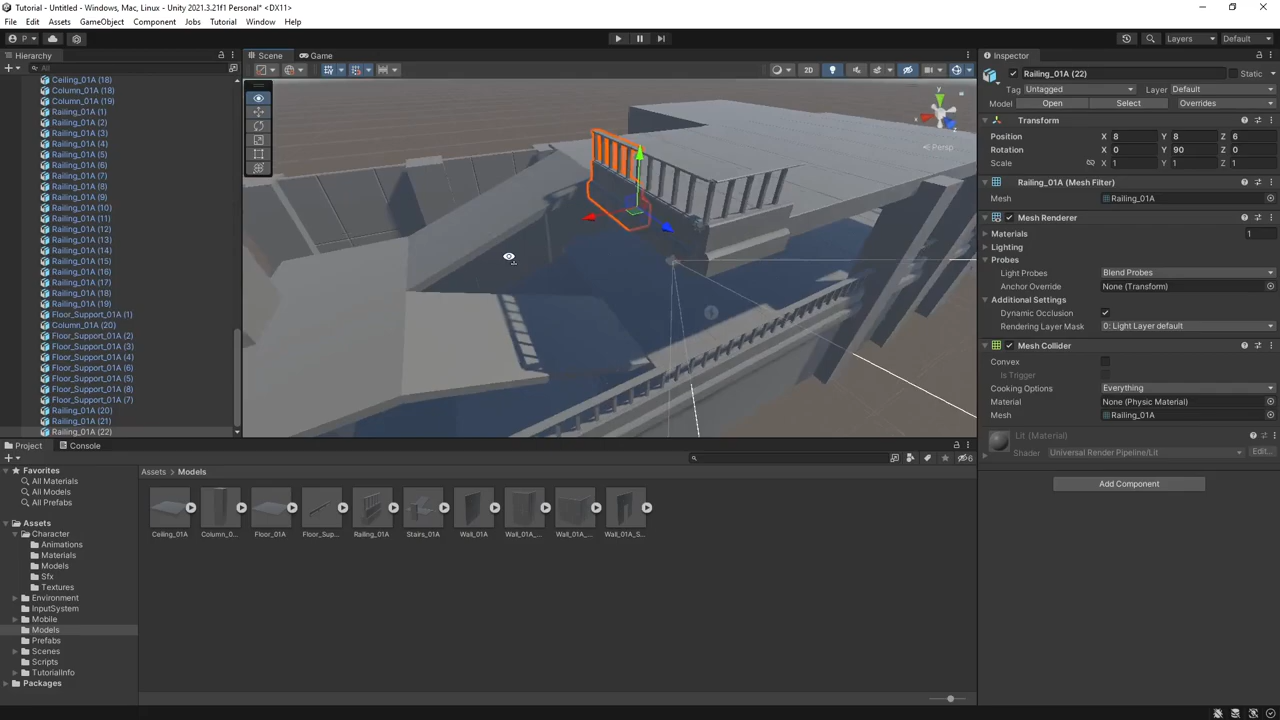 Tutorial - Untitled - Windows, Mac, Linux - Unity 2021.3.21f1 Personal* <DX11>
File Edit Assets GameObject Component Jobs Tutorial Window Help
P Layers Default
Hierarchy
All
Ceiling_01A (18)
Column_01A (18)
Column_01A (19)
Railing_01A (1)
Railing_01A (2)
Railing_01A (3)
Railing_01A (4)
Railing_01A (5)
Railing_01A (6)
Railing_01A (7)
Railing_01A (8)
Railing_01A (9)
Railing_01A (10)
Railing_01A (11)
Railing_01A (12)
Railing_01A (13)
Railing_01A (14)
Railing_01A (15)
Railing_01A (16)
Railing_01A (17)
Railing_01A (18)
Railing_01A (19)
Floor_Support_01A (1)
Column_01A (20)
Floor_Support_01A (2)
Floor_Support_01A (3)
Floor_Support_01A (4)
Floor_Support_01A (6)
Floor_Support_01A (5)
Floor_Support_01A (8)
Floor_Support_01A (7)
Railing_01A (20)
Railing_01A (21)
Railing_01A (22)
Scene Game
2D
y
x
z
Persp
Inspector
Railing_01A (22) Static
Tag Untagged Layer Default
Model Open Select Overrides
Transform
Position X 8 Y 8 Z 6
Rotation X 0 Y 90 Z 0
Scale X 1 Y 1 Z 1
Railing_01A (Mesh Filter)
Mesh Railing_01A
Mesh Renderer
Materials 1
Lighting
Probes
Light Probes Blend Probes
Anchor Override None (Transform)
Additional Settings
Dynamic Occlusion
Rendering Layer Mask 0: Light Layer default
Mesh Collider
Convex
Is Trigger
Cooking Options Everything
Material None (Physic Material)
Mesh Railing_01A
Lit (Material)
Shader Universal Render Pipeline/Lit Edit...
Add Component
Project Console
6
Favorites
All Materials
All Models
All Prefabs
Assets
Character
Animations
Materials
Models
Sfx
Textures
Environment
InputSystem
Mobile
Models
Prefabs
Scenes
Scripts
TutorialInfo
Packages
Assets Models
Ceiling_01A Column_0... Floor_01A Floor_Sup... Railing_01A Stairs_01A Wall_01A Wall_01A_... Wall_01A_... Wall_01A_S...